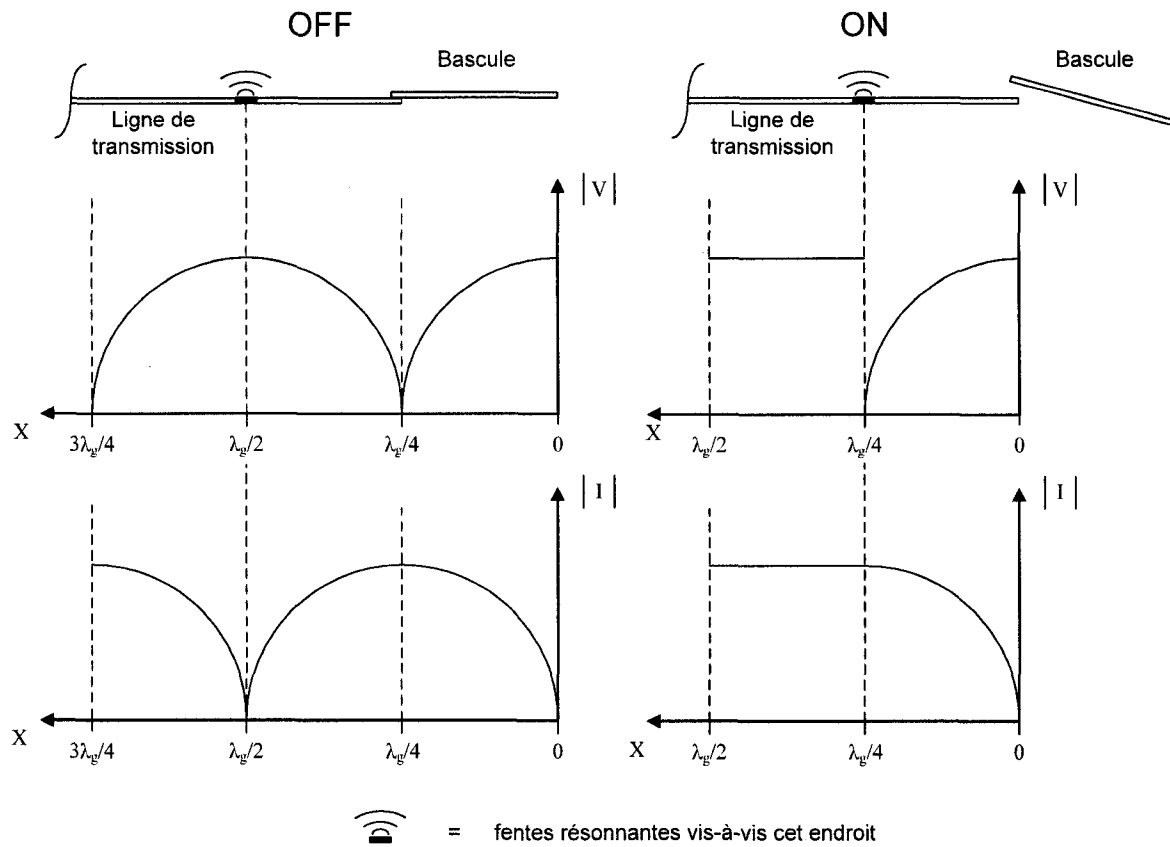 OFF
ON
Bascule
Bascule
Ligne de
transmission
Ligne de
transmission
|V|
|V|
X
3λg/4
λg/2
λg/4
0
X
λg/2
λg/4
0
|I|
|I|
X
3λg/4
λg/2
λg/4
0
X
λg/2
λg/4
0
= fentes résonnantes vis-à-vis cet endroit